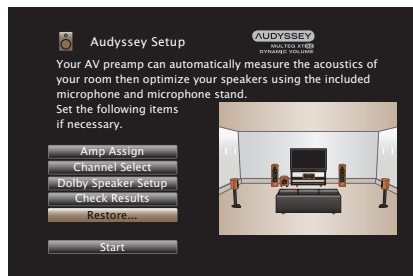 Audyssey Setup
AUDYSSEY
MULTEQ XT32
DYNAMIC VOLUME
Your AV preamp can automatically measure the acoustics of
your room then optimize your speakers using the included
microphone and microphone stand.
Set the following items
if necessary.
Amp Assign
Channel Select
Dolby Speaker Setup
Check Results
Restore...
Start